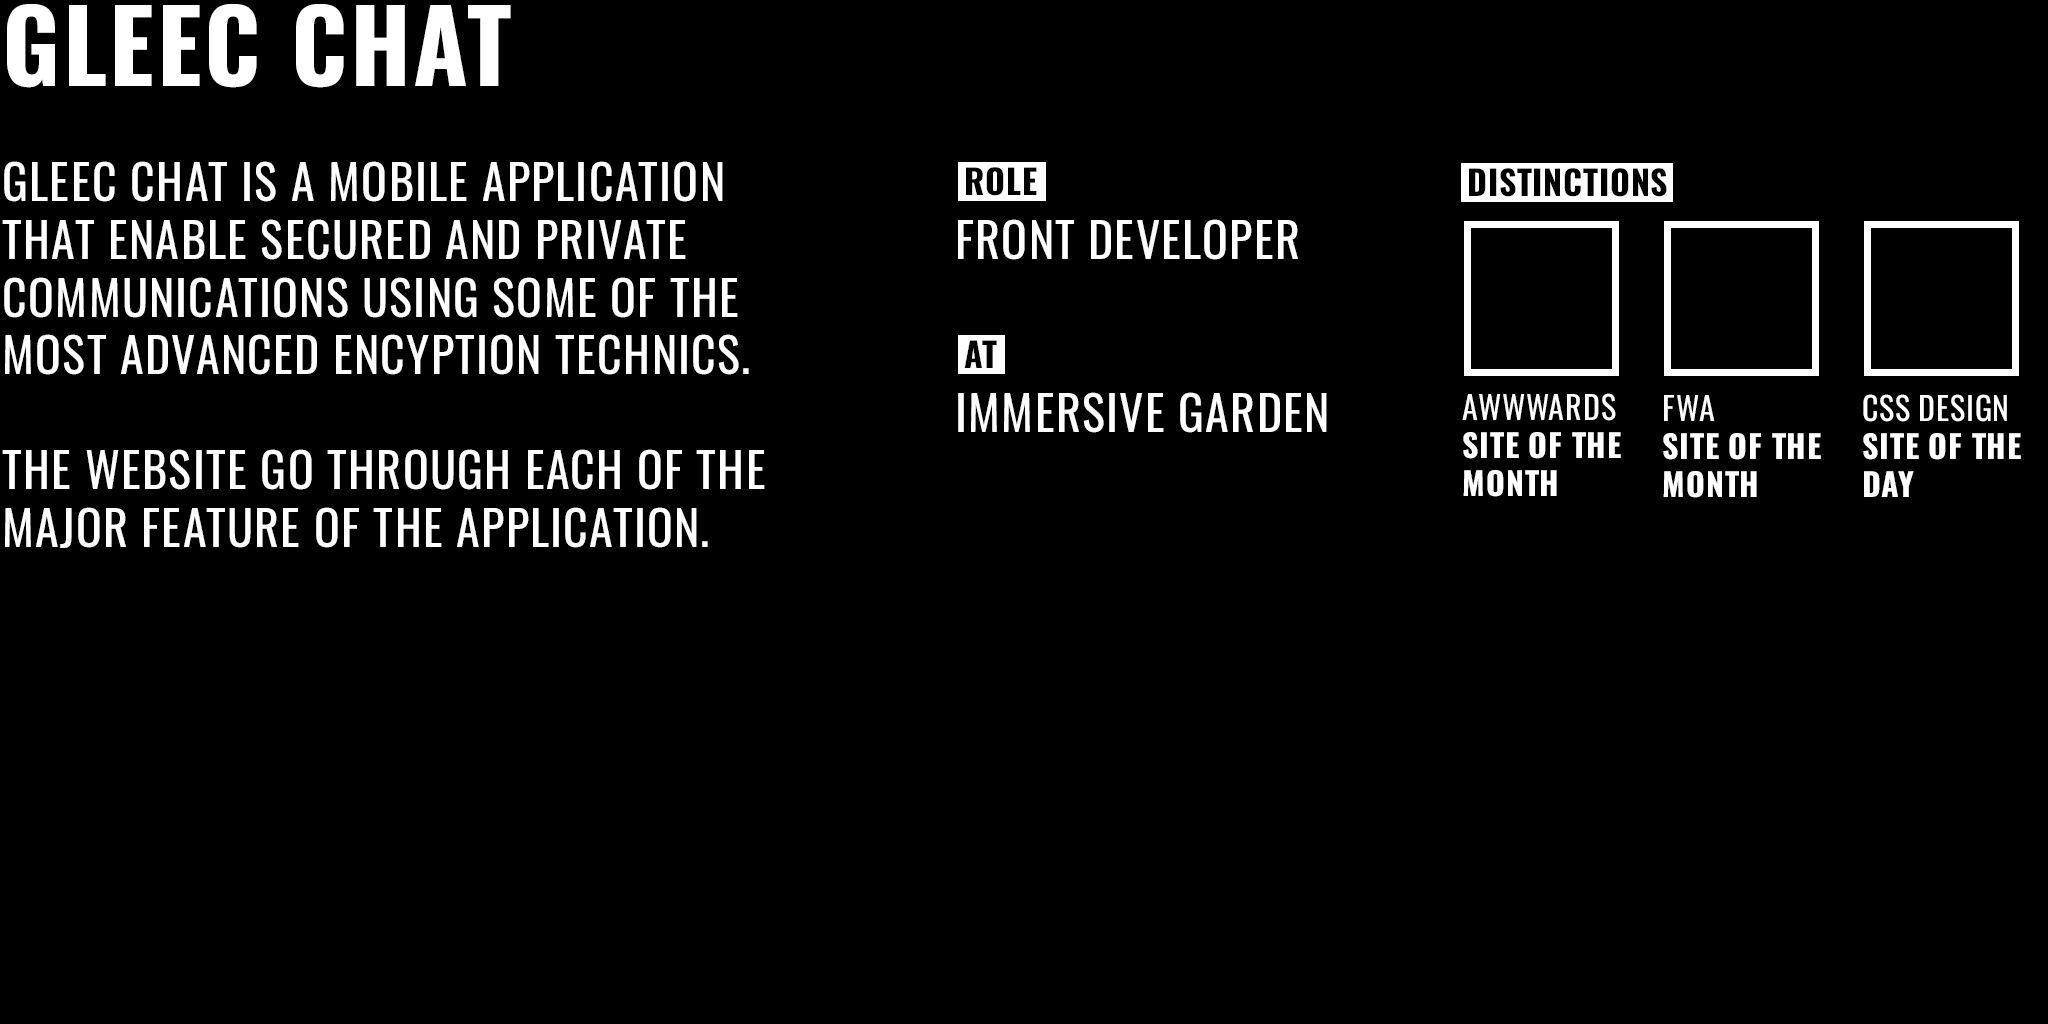 GLEEC CHAT
GLEEC CHAT IS A MOBILE APPLICATION
THAT ENABLE SECURED AND PRIVATE
COMMUNICATIONS USING SOME OF THE
MOST ADVANCED ENCYPTION TECHNICS.
THE WEBSITE GO THROUGH EACH OF THE
MAJOR FEATURE OF THE APPLICATION.
ROLE
FRONT DEVELOPER
AT
IMMERSIVE GARDEN
DISTINCTIONS
AWWWARDS
SITE OF THE
MONTH
FWA
SITE OF THE
MONTH
CSS DESIGN
SITE OF THE
DAY